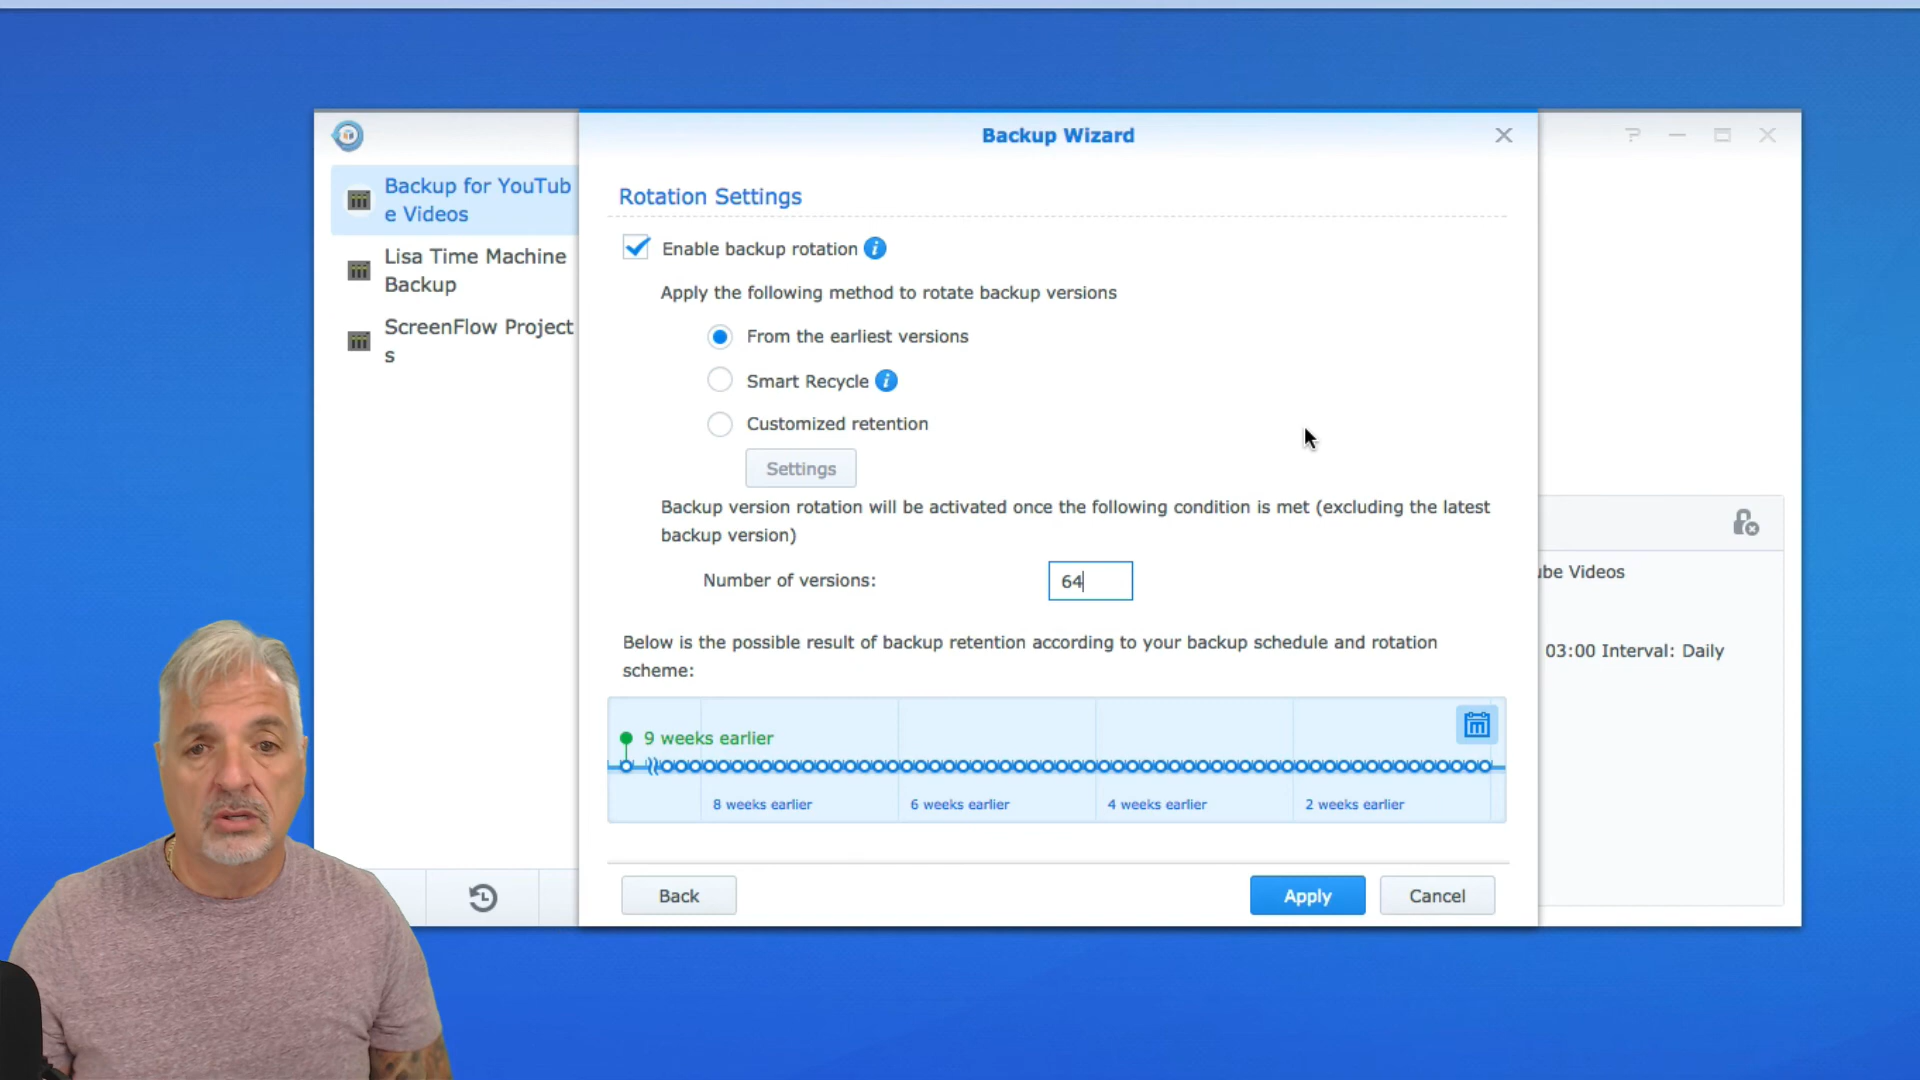 Backup Wizard
Backup for YouTub
e Videos
Lisa Time Machine
Backup
ScreenFlow Project
s
Rotation Settings
Enable backup rotation
Apply the following method to rotate backup versions
From the earliest versions
Smart Recycle
Customized retention
Settings
Backup version rotation will be activated once the following condition is met (excluding the latest
backup version)
Number of versions:
64
Below is the possible result of backup retention according to your backup schedule and rotation
scheme:
9 weeks earlier
8 weeks earlier
6 weeks earlier
4 weeks earlier
2 weeks earlier
Back
Apply
Cancel
ube Videos
03:00 Interval: Daily